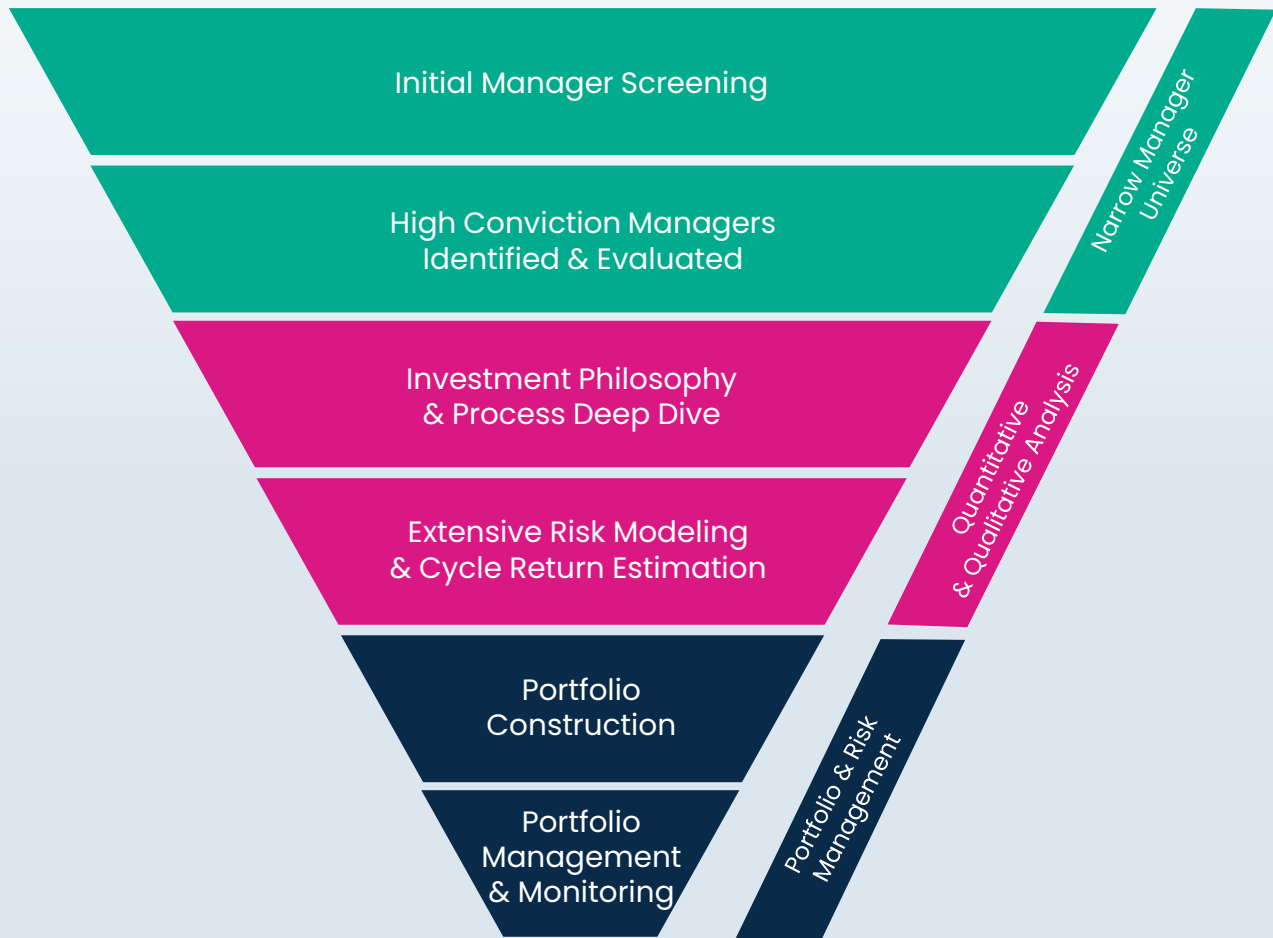 Initial Manager Screening
High Conviction Managers
Identified & Evaluated
Narrow Manager
Universe
Investment Philosophy
& Process Deep Dive
Extensive Risk Modeling
& Cycle Return Estimation
Quantitative
& Qualitative Analysis
Portfolio
Construction
Portfolio
Management
& Monitoring
Portfolio & Risk
Management